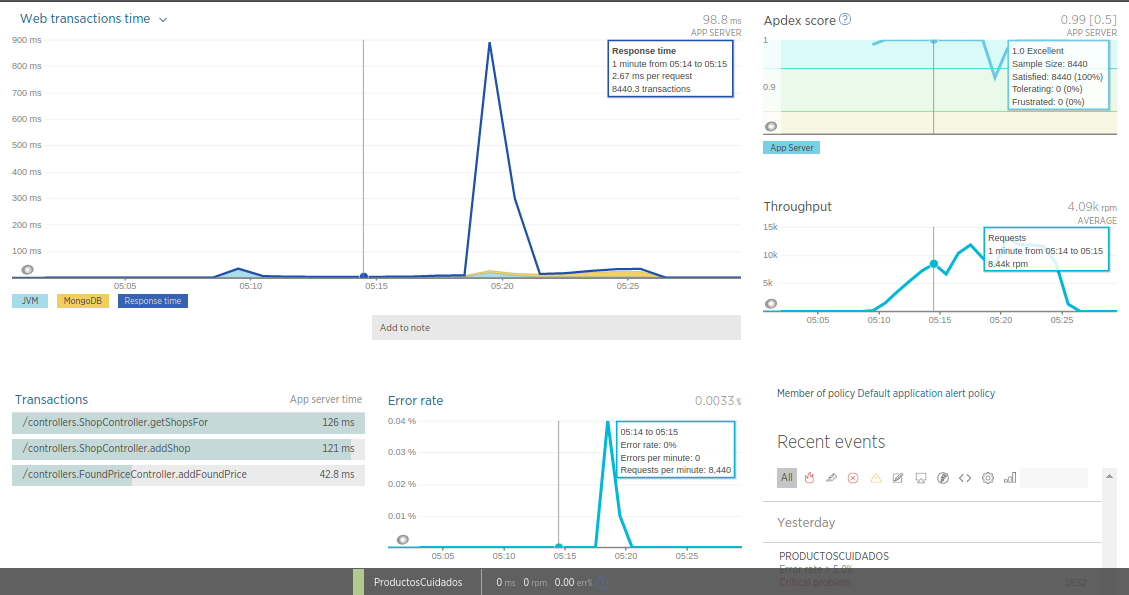 Web transactions time
98.8 ms
APP SERVER
900 ms
800 ms
700 ms
600 ms
500 ms
400 ms
300 ms
200 ms
100 ms
Response time
1 minute from 05:14 to 05:15
2.67 ms per request
8440.3 transactions
05:05
05:10
05:15
05:20
05:25
JVM
MongoDB
Response time
Add to note
Apdex score ?
0.99 [0.5]
APP SERVER
1
0.9
1.0 Excellent
Sample Size: 8440
Satisfied: 8440 (100%)
Tolerating: 0 (0%)
Frustrated: 0 (0%)
App Server
Throughput
4.09k rpm
AVERAGE
15k
10k
5k
Requests
1 minute from 05:14 to 05:15
8.44k rpm
05:05
05:10
05:15
05:20
05:25
Transactions
App server time
/controllers.ShopController.getShopsFor 126 ms
/controllers.ShopController.addShop 121 ms
/controllers.FoundPriceController.addFoundPrice 42.8 ms
Error rate
0.0033 %
0.04 %
0.03 %
0.02 %
0.01 %
05:14 to 05:15
Error rate: 0%
Errors per minute: 0
Requests per minute: 8,440
05:05
05:10
05:15
05:20
05:25
Member of policy Default application alert policy
Recent events
All
Yesterday
PRODUCTOSCUIDADOS
Error rate > 5.0%
Critical problem
18:52
ProductosCuidados
0 ms 0 rpm 0.00 err%